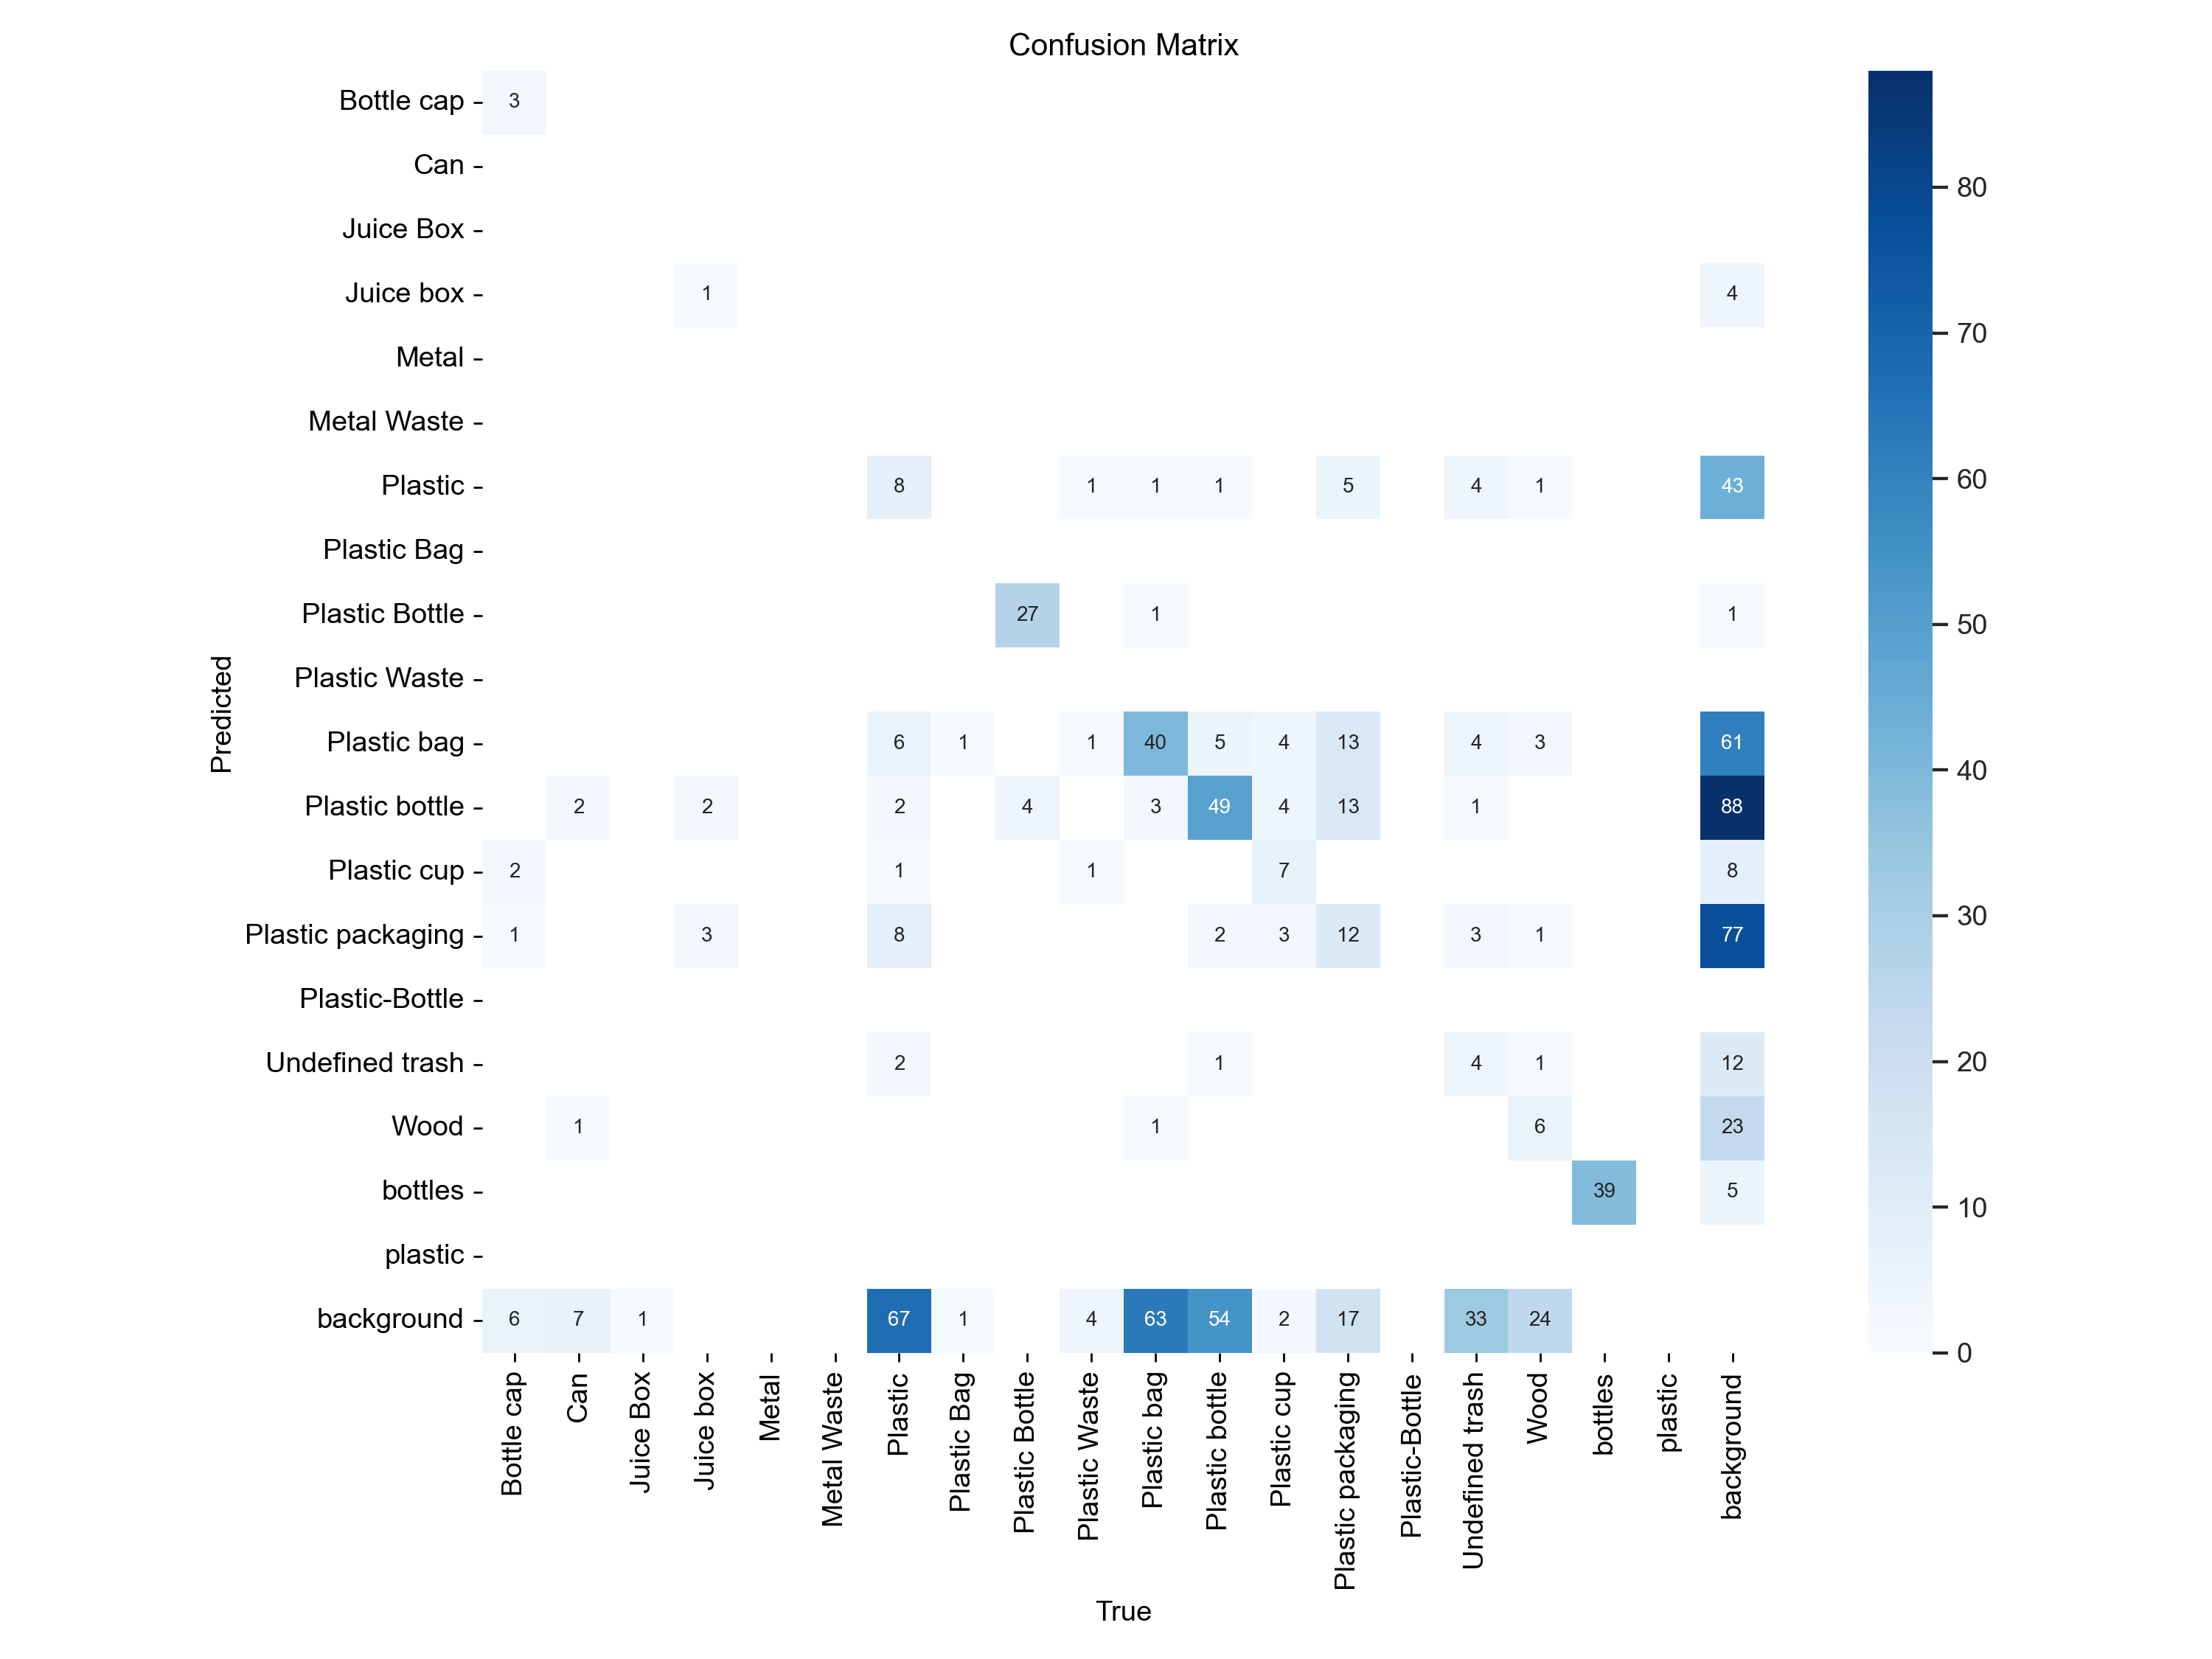 Confusion Matrix
Bottle cap 3
Can
Juice Box
Juice box 1 4
Metal
Metal Waste
Plastic 8 1 1 1 5 4 1 43
Plastic Bag
Plastic Bottle 27 1 1
Plastic Waste
Plastic bag 6 1 1 40 5 4 13 4 3 61
Plastic bottle 2 2 2 4 3 49 4 13 1 88
Plastic cup 2 1 1 7 8
Plastic packaging 1 3 8 2 3 12 3 1 77
Plastic-Bottle
Undefined trash 2 1 4 1 12
Wood 1 1 6 23
bottles 39 5
plastic
background 6 7 1 67 1 4 63 54 2 17 33 24
Predicted
Bottle cap
Can
Juice Box
Juice box
Metal
Metal Waste
Plastic
Plastic Bag
Plastic Bottle
Plastic Waste
Plastic bag
Plastic bottle
Plastic cup
Plastic packaging
Plastic-Bottle
Undefined trash
Wood
bottles
plastic
background
True
80
70
60
50
40
30
20
10
0